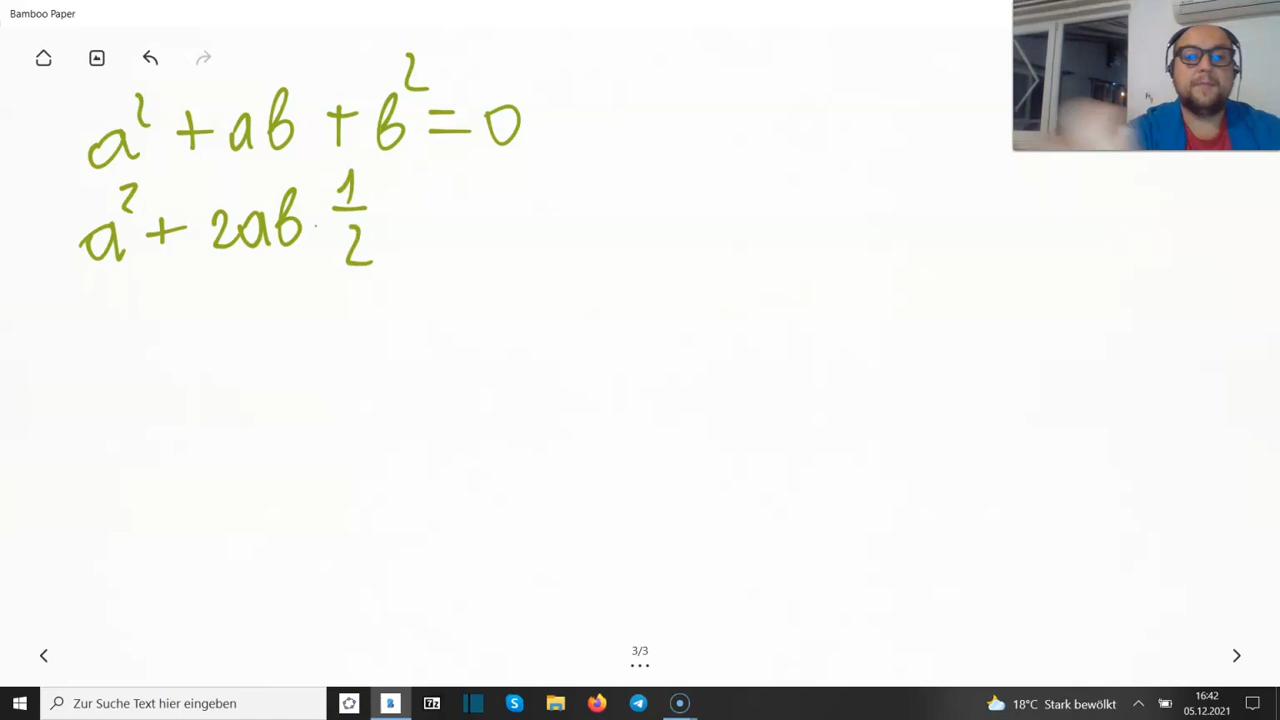 Bamboo Paper
a² + ab + b² = 0
a² + 2ab · 1/2
3/3
Zur Suche Text hier eingeben
18°C Stark bewölkt
16:42
05.12.2021